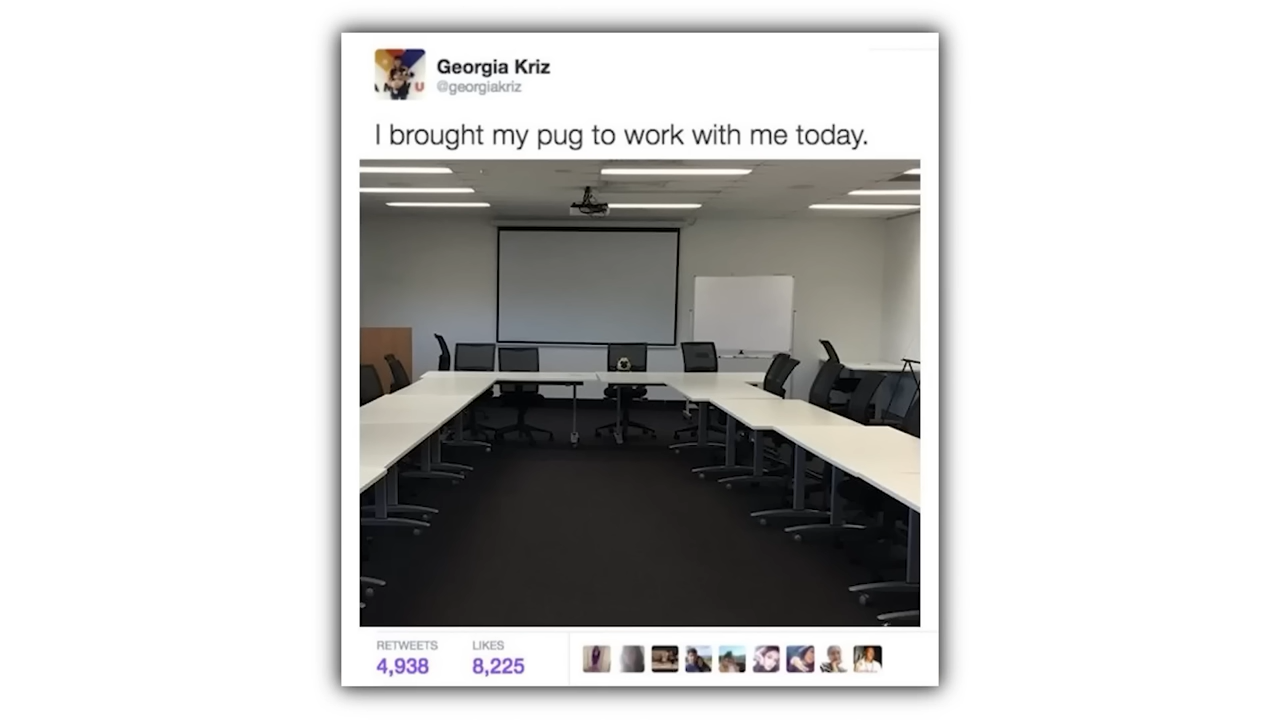 Georgia Kriz
@georgiakriz
I brought my pug to work with me today.
RETWEETS LIKES
4,938 8,225